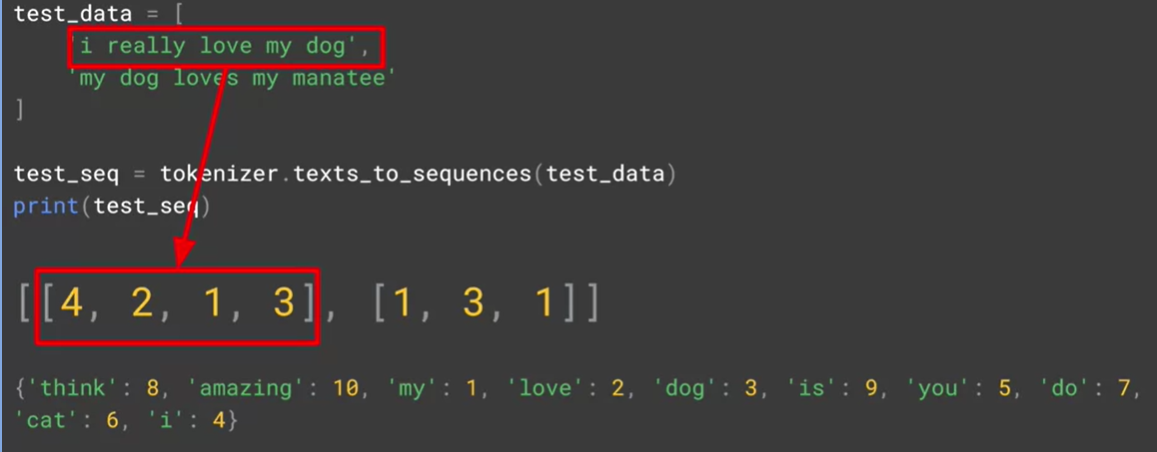 test_data = [
'i really love my dog',
'my dog loves my manatee'
]
test_seq = tokenizer.texts_to_sequences(test_data)
print(test_seq)
[[4, 2, 1, 3], [1, 3, 1]]
{'think': 8, 'amazing': 10, 'my': 1, 'love': 2, 'dog': 3, 'is': 9, 'you': 5, 'do': 7,
'cat': 6, 'i': 4}